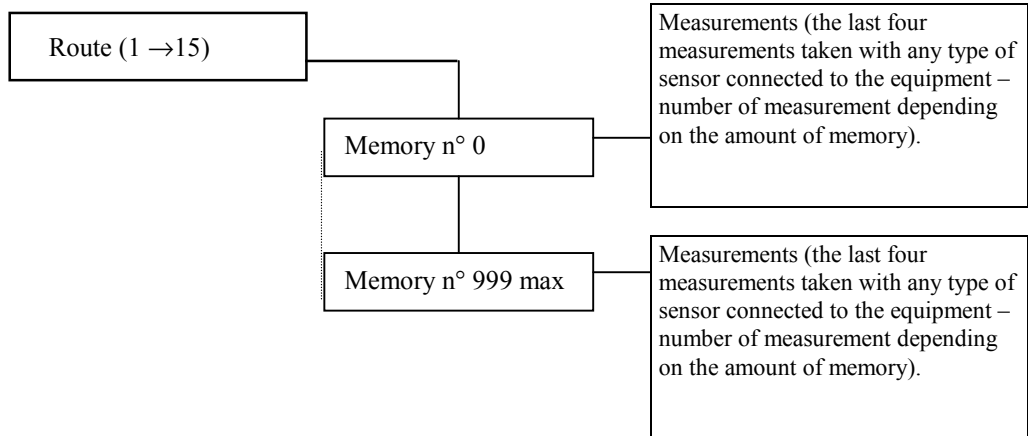 Route (1 →15)
Measurements (the last four
measurements taken with any type of
sensor connected to the equipment –
number of measurement depending
on the amount of memory).
Memory n° 0
Memory n° 999 max
Measurements (the last four
measurements taken with any type of
sensor connected to the equipment –
number of measurement depending
on the amount of memory).